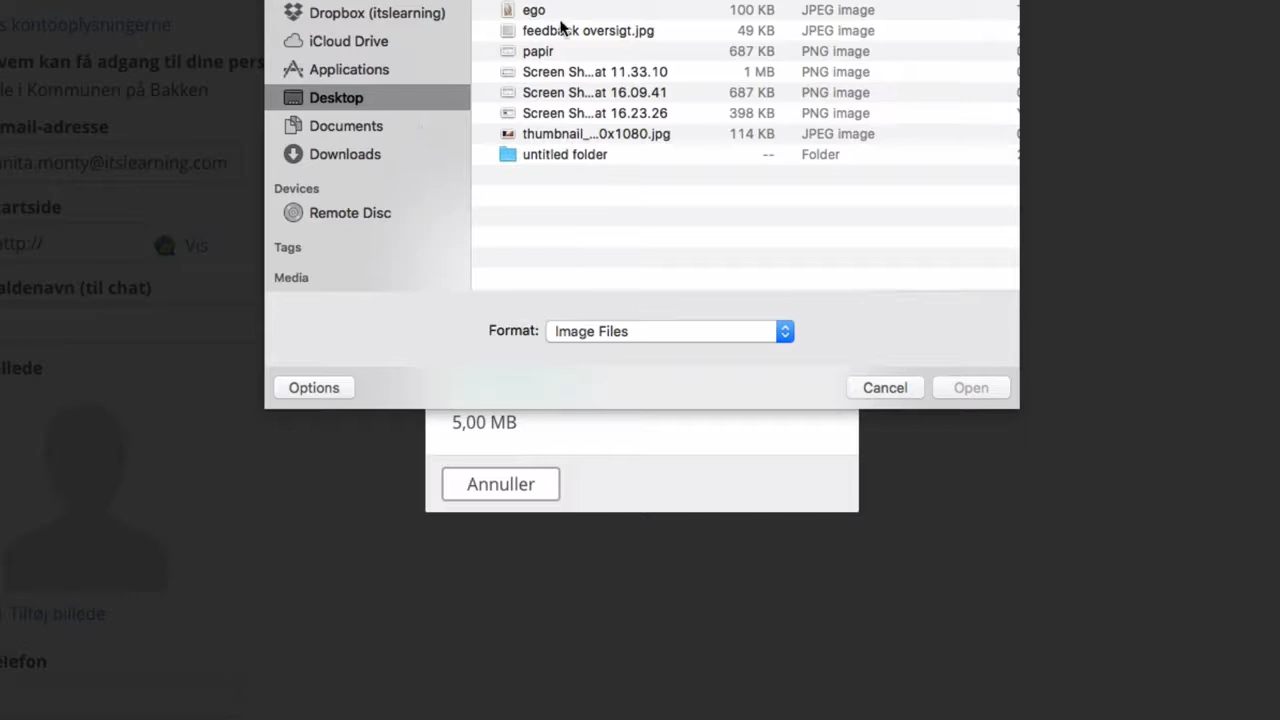 s.kontooplysningerne
vem kan få adgang til dine pers
le i Kommunen på Bakken
mail-adresse
nita.monty@itslearning.com
tartside
ttp://
Vis
aldenavn (til chat)
illede
Tilføj billede
elefon
Dropbox (itslearning)
iCloud Drive
Applications
Desktop
Documents
Downloads
Devices
Remote Disc
Tags
Media
ego 100 KB JPEG image
feedback oversigt.jpg 49 KB JPEG image
papir 687 KB PNG image
Screen Sh...at 11.33.10 1 MB PNG image
Screen Sh...at 16.09.41 687 KB PNG image
Screen Sh...at 16.23.26 398 KB PNG image
thumbnail_...0x1080.jpg 114 KB JPEG image
untitled folder -- Folder
Format: Image Files
Options Cancel Open
5,00 MB
Annuller